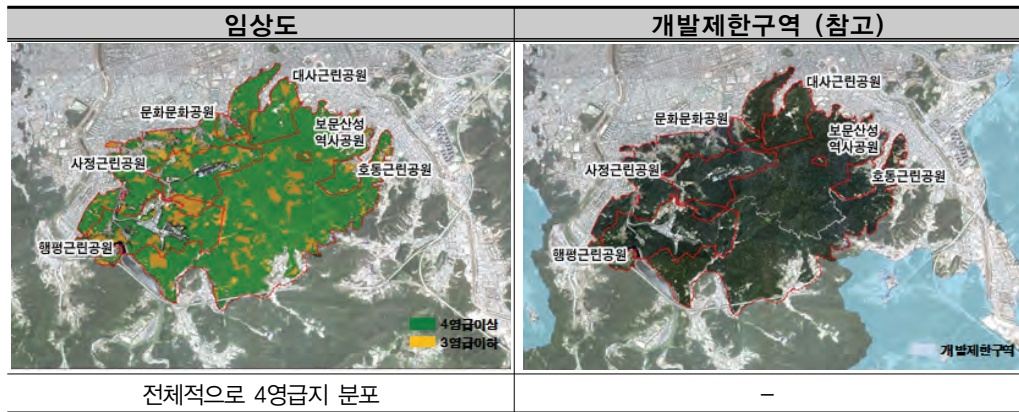 임상도
개발제한구역 (참고)
대사근린공원
문화문화공원
보문산성
역사공원
사정근린공원
호동근린공원
행평근린공원
4영급이상
3영급이하
대사근린공원
문화문화공원
보문산성
역사공원
사정근린공원
호동근린공원
행평근린공원
개발제한구역
전체적으로 4영급지 분포
-